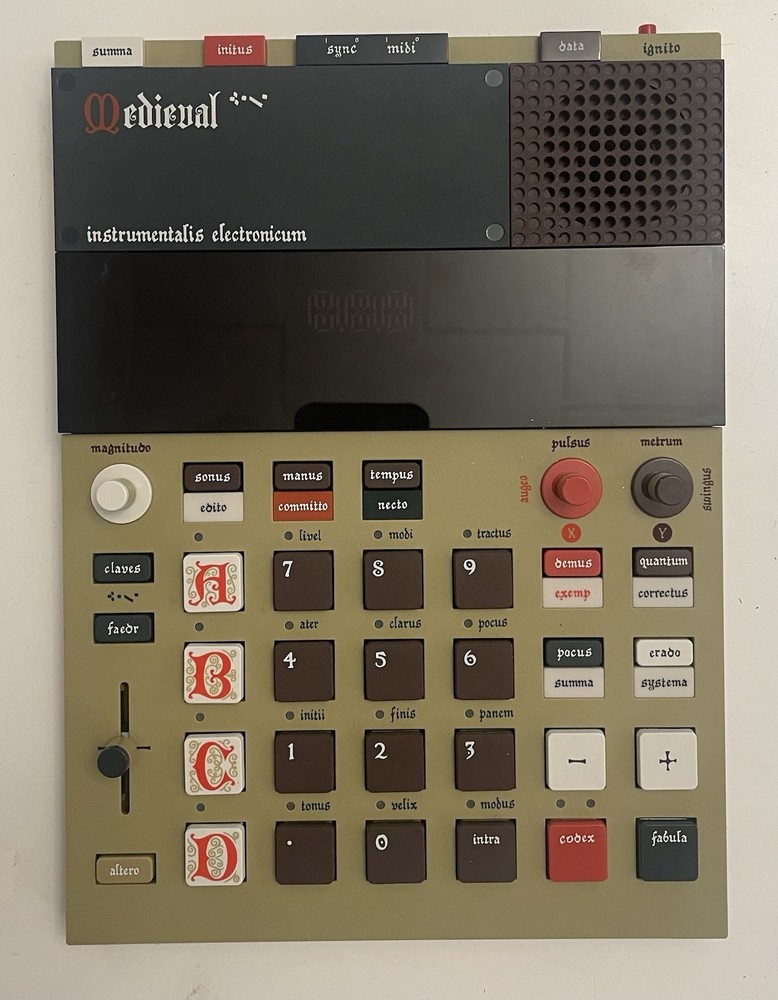 summa initus sync midi data ignito
Medieval
instrumentalis electronicum
magnitudo pulsus metrum
sonus manus tempus augeo swingus
edito committo necto
livel modi tractus X Y
claves A 7 8 9 demus quantum
exemp correctus
faedr ater clarus pocus
B 4 5 6 pocus erado
summa systema
initii finis panem
C 1 2 3 - +
tonus velix modus
altero D . 0 intra codex fabula